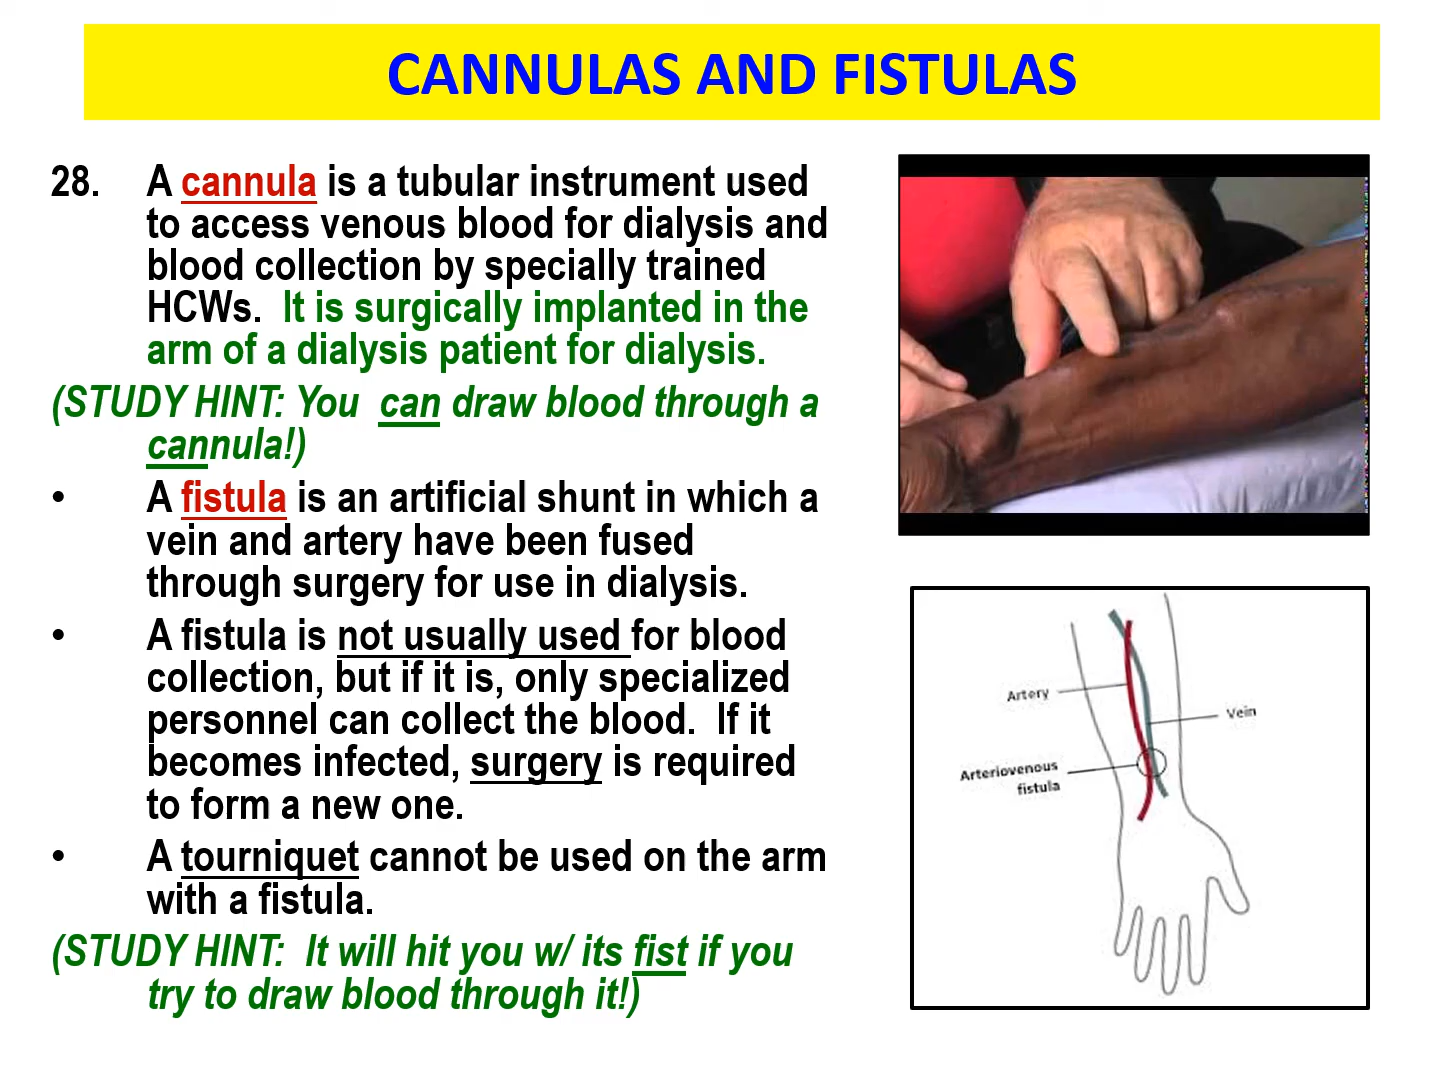 CANNULAS AND FISTULAS
28. A cannula is a tubular instrument used
to access venous blood for dialysis and
blood collection by specially trained
HCWs.  It is surgically implanted in the
arm of a dialysis patient for dialysis.
(STUDY HINT: You  can draw blood through a
cannula!)
• A fistula is an artificial shunt in which a
vein and artery have been fused
through surgery for use in dialysis.
• A fistula is not usually used for blood
collection, but if it is, only specialized
personnel can collect the blood.  If it
becomes infected, surgery is required
to form a new one.
• A tourniquet cannot be used on the arm
with a fistula.
(STUDY HINT:  It will hit you w/ its fist if you
try to draw blood through it!)
Artery
Vein
Arteriovenous
fistula